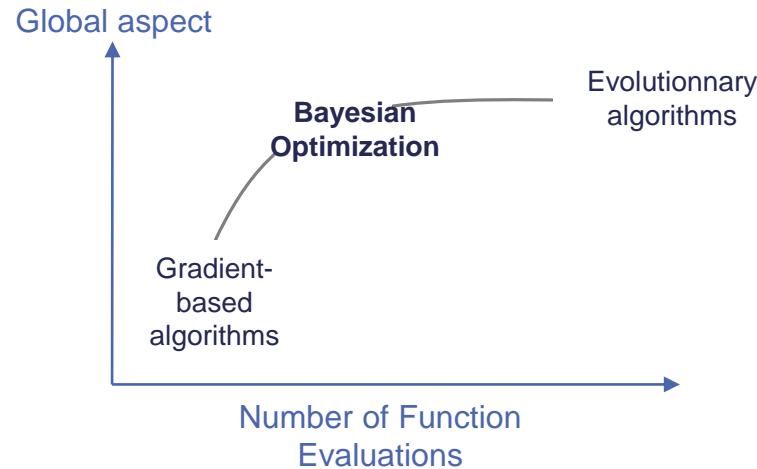 Global aspect
Evolutionnary
algorithms
Bayesian
Optimization
Gradient-
based
algorithms
Number of Function
Evaluations